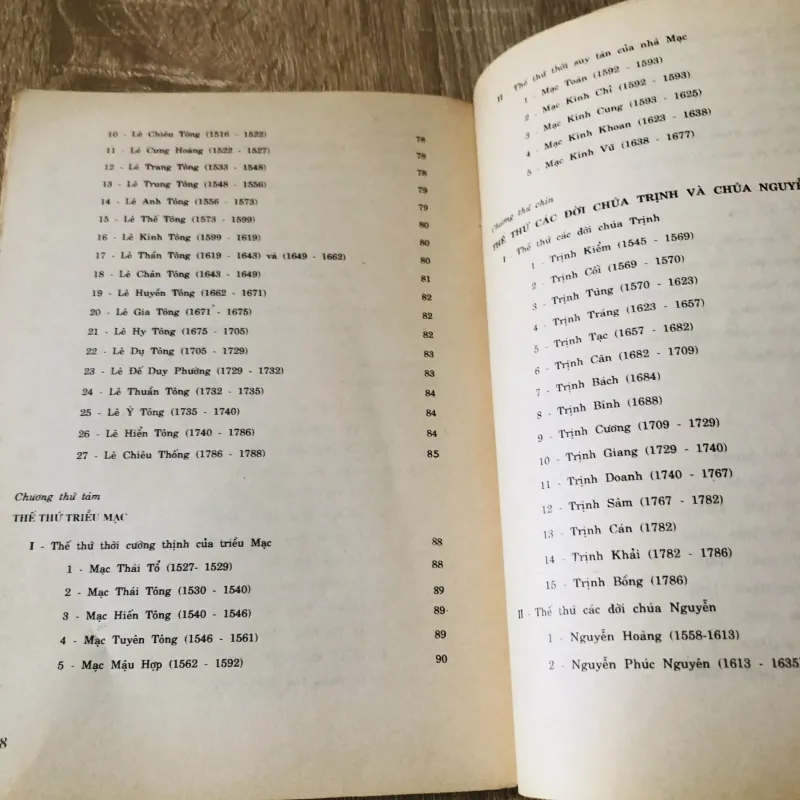 10 - Lê Chiêu Tông (1516 - 1522) 78
11 - Lê Cung Hoàng (1522 - 1527) 78
12 - Lê Trang Tông (1533 - 1548) 78
13 - Lê Trung Tông (1548 - 1556) 79
14 - Lê Anh Tông (1556 - 1573) 79
15 - Lê Thế Tông (1573 - 1599) 80
16 - Lê Kính Tông (1599 - 1619) 80
17 - Lê Thần Tông (1619 - 1643) và (1649 - 1662) 80
18 - Lê Chân Tông (1643 - 1649) 81
19 - Lê Huyền Tông (1662 - 1671) 82
20 - Lê Gia Tông (1671 - 1675) 82
21 - Lê Hy Tông (1675 - 1705) 82
22 - Lê Dụ Tông (1705 - 1729) 83
23 - Lê Đế Duy Phường (1729 - 1732) 83
24 - Lê Thuần Tông (1732 - 1735) 84
25 - Lê Ý Tông (1735 - 1740) 84
26 - Lê Hiển Tông (1740 - 1786) 84
27 - Lê Chiêu Thống (1786 - 1788) 85
Chương thứ tám
THẾ THỨ TRIỀU MẠC
I - Thế thứ thời cường thịnh của triều Mạc 88
1 - Mạc Thái Tổ (1527- 1529) 88
2 - Mạc Thái Tông (1530 - 1540) 89
3 - Mạc Hiến Tông (1540 - 1546) 89
4 - Mạc Tuyên Tông (1546 - 1561) 89
5 - Mạc Mậu Hợp (1562 - 1592) 90
8
II - Thế thứ thời suy tàn của nhà Mạc
1 - Mạc Toàn (1592 - 1593)
2 - Mạc Kính Chỉ (1592 - 1593)
3 - Mạc Kính Cung (1593 - 1625)
4 - Mạc Kính Khoan (1623 - 1638)
5 - Mạc Kính Vũ (1638 - 1677)
Chương thứ chín
THẾ THỨ CÁC ĐỜI CHÚA TRỊNH VÀ CHÚA NGUYỄ
I - Thế thứ các đời chúa Trịnh
1 - Trịnh Kiểm (1545 - 1569)
2 - Trịnh Cối (1569 - 1570)
3 - Trịnh Tùng (1570 - 1623)
4 - Trịnh Tráng (1623 - 1657)
5 - Trịnh Tạc (1657 - 1682)
6 - Trịnh Căn (1682 - 1709)
7 - Trịnh Bách (1684)
8 - Trịnh Bính (1688)
9 - Trịnh Cương (1709 - 1729)
10 - Trịnh Giang (1729 - 1740)
11 - Trịnh Doanh (1740 - 1767)
12 - Trịnh Sâm (1767 - 1782)
13 - Trịnh Cán (1782)
14 - Trịnh Khải (1782 - 1786)
15 - Trịnh Bồng (1786)
II - Thế thứ các đời chúa Nguyễn
1 - Nguyễn Hoàng (1558-1613)
2 - Nguyễn Phúc Nguyên (1613 - 1635)